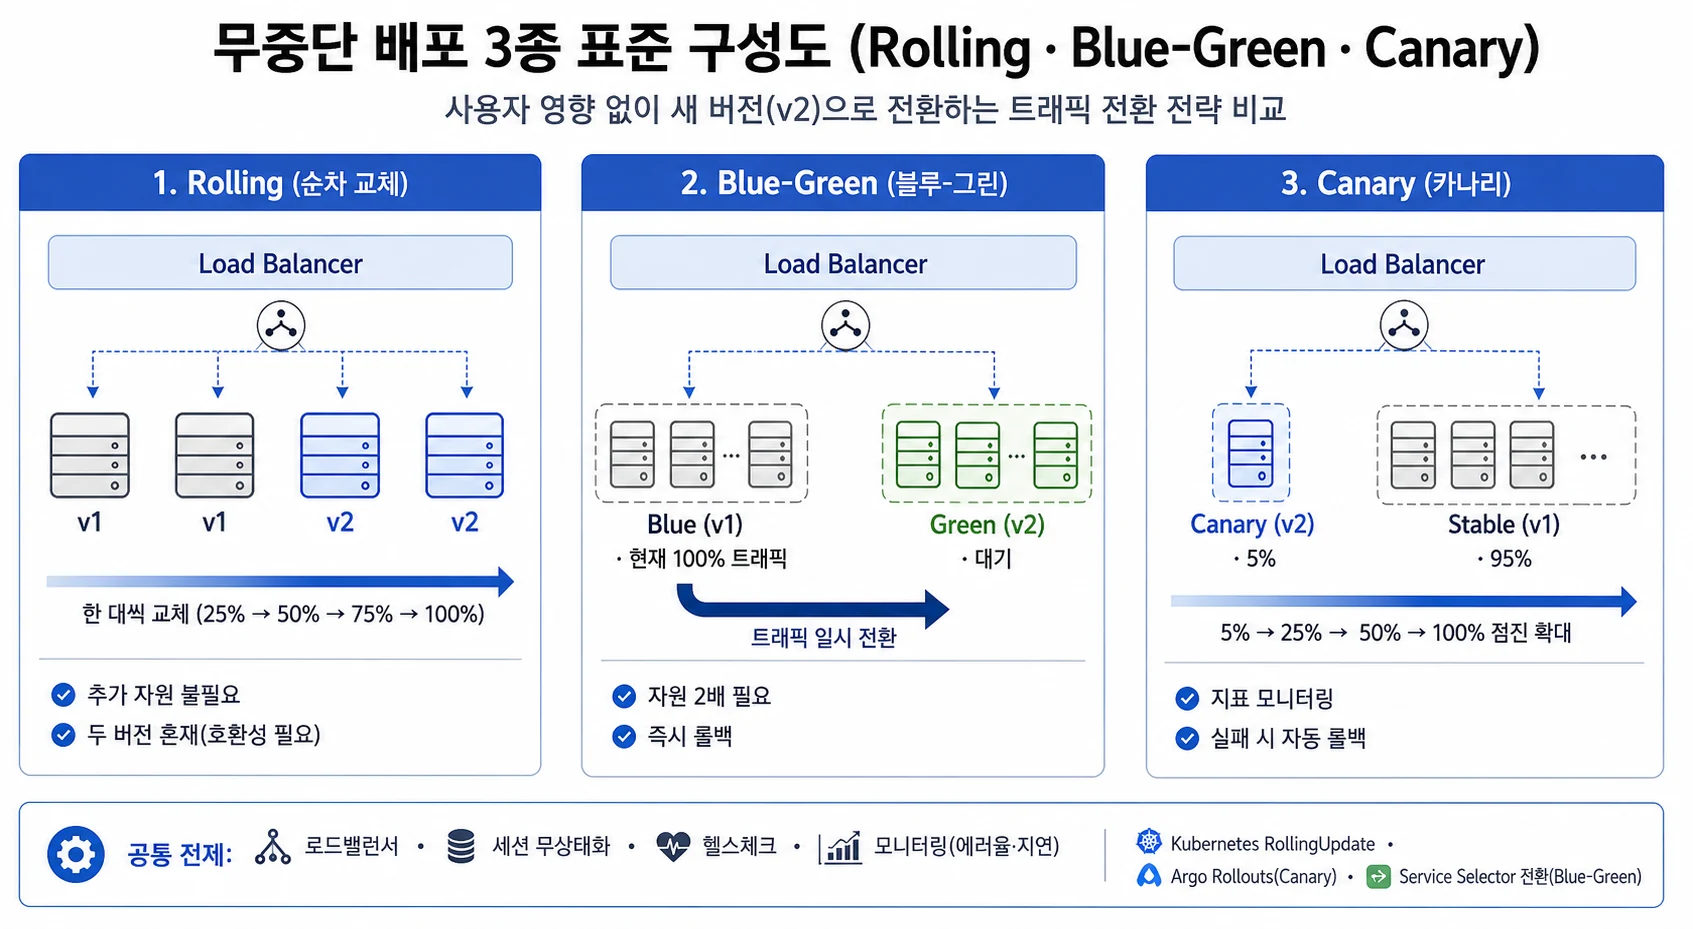 무중단 배포 3종 표준 구성도 (Rolling · Blue-Green · Canary)
사용자 영향 없이 새 버전(v2)으로 전환하는 트래픽 전환 전략 비교
1. Rolling (순차 교체)
Load Balancer
v1
v1
v2
v2
한 대씩 교체 (25% → 50% → 75% → 100%)
추가 자원 불필요
두 버전 혼재(호환성 필요)
2. Blue-Green (블루-그린)
Load Balancer
...
...
Blue (v1)
· 현재 100% 트래픽
Green (v2)
· 대기
트래픽 일시 전환
자원 2배 필요
즉시 롤백
3. Canary (카나리)
Load Balancer
...
Canary (v2)
· 5%
Stable (v1)
· 95%
5% → 25% → 50% → 100% 점진 확대
지표 모니터링
실패 시 자동 롤백
공통 전제: 로드밸런서 • 세션 무상태화 • 헬스체크 • 모니터링(에러율·지연)
Kubernetes RollingUpdate •
Argo Rollouts(Canary) • Service Selector 전환(Blue-Green)